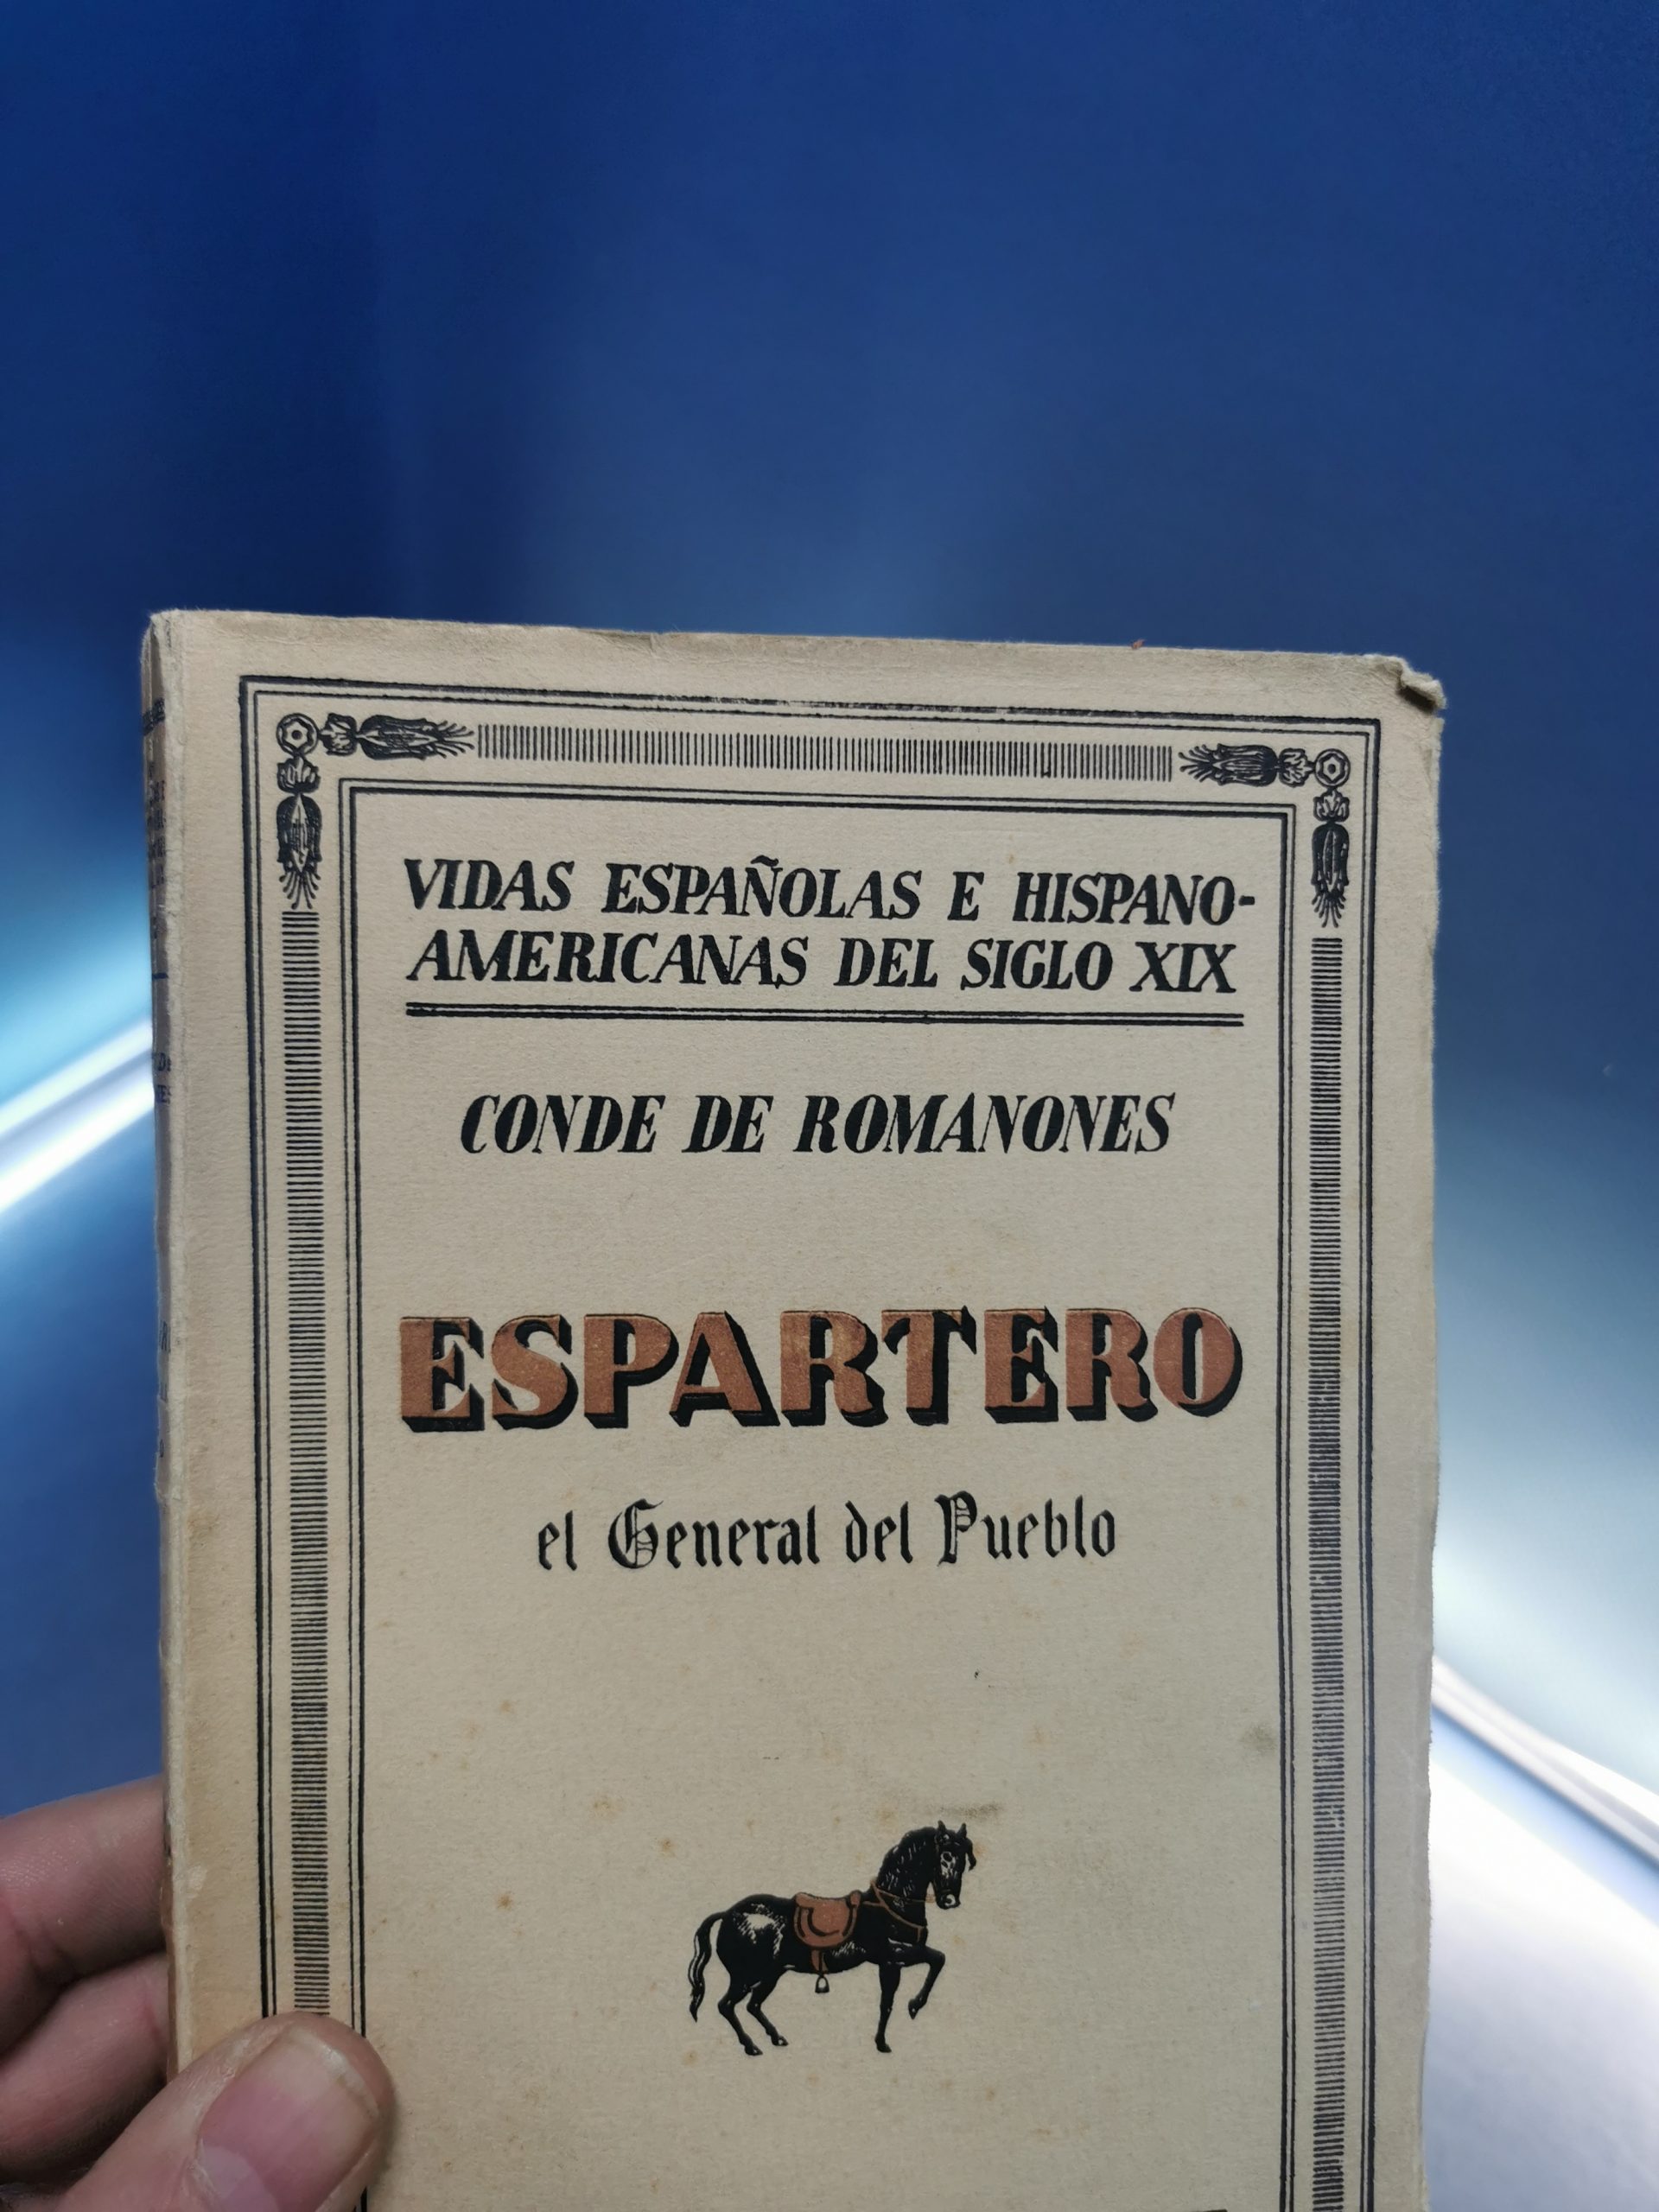 VIDAS ESPAÑOLAS E HISPANO-
AMERICANAS DEL SIGLO XIX
CONDE DE ROMANONES
ESPARTERO
el General del Pueblo